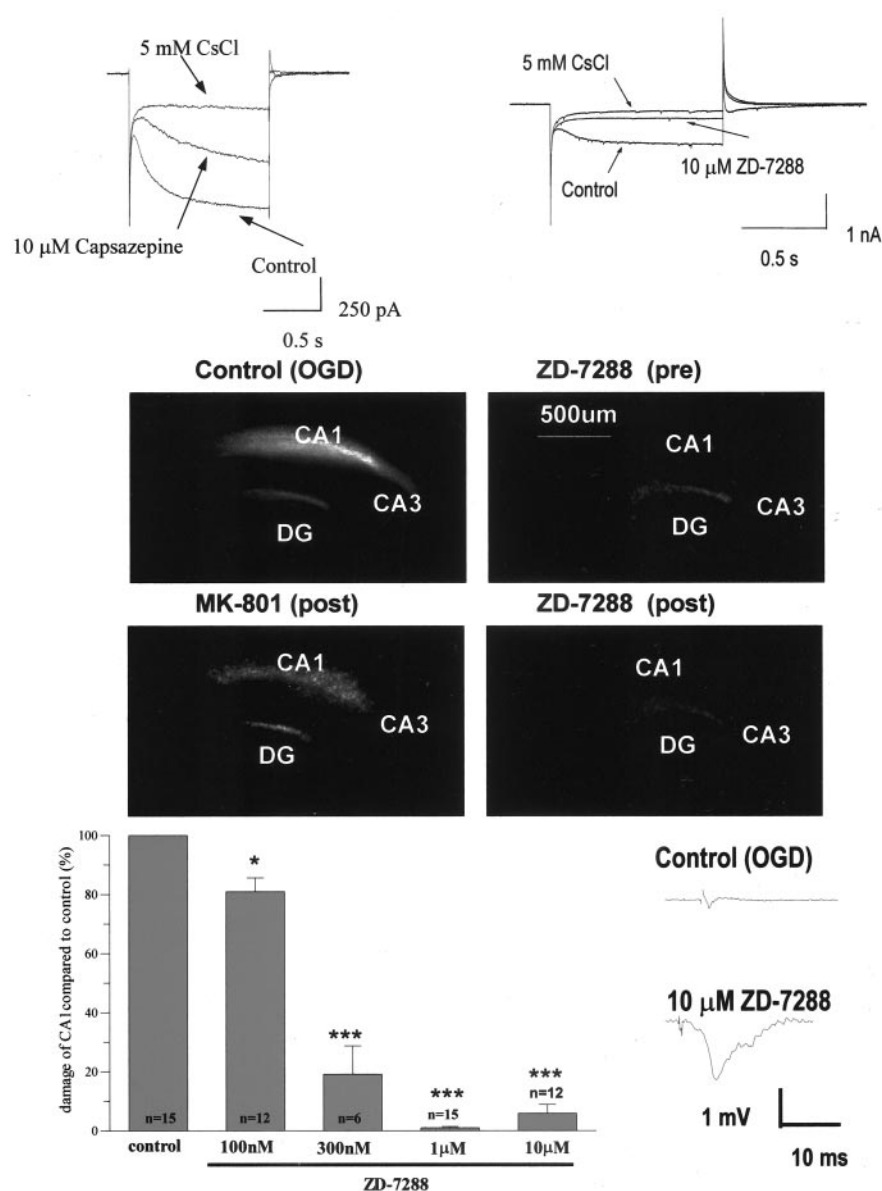 5 mM CsCl
10 µM Capsazepine
Control
250 pA
0.5 s
5 mM CsCl
10 µM ZD-7288
Control
1 nA
0.5 s
Control (OGD)
CA1
CA3
DG
ZD-7288 (pre)
500um
CA1
CA3
DG
MK-801 (post)
CA1
CA3
DG
ZD-7288 (post)
CA1
CA3
DG
damage of CA1 compared to control (%)
100
80
60
40
20
0
*
***
***
***
n=15
n=12
n=6
n=15
n=12
control
100nM
300nM
1µM
10µM
ZD-7288
Control (OGD)
10 µM ZD-7288
1 mV
10 ms